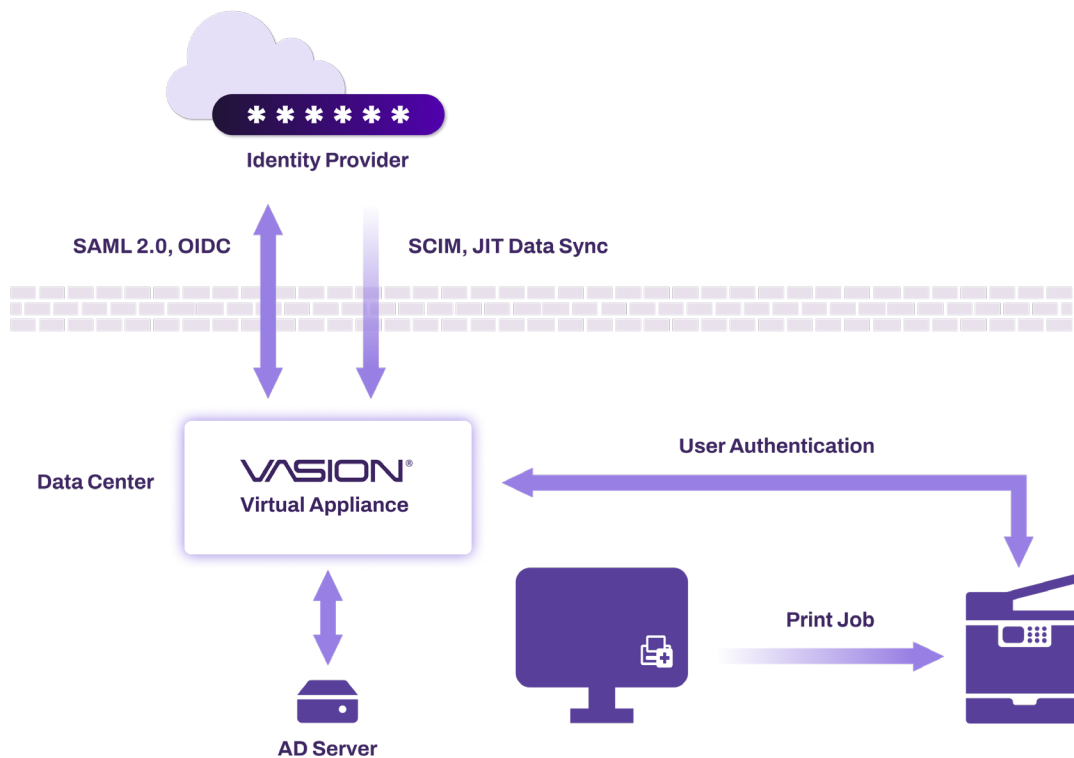 ******
Identity Provider
SAML 2.0, OIDC
SCIM, JIT Data Sync
Data Center
VASION®
Virtual Appliance
User Authentication
Print Job
AD Server